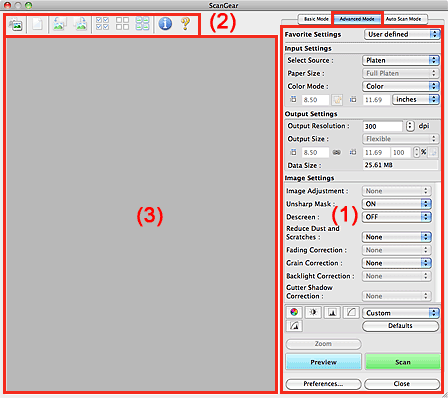 ScanGear
(2)
Basic Mode Advanced Mode Auto Scan Mode
Favorite Settings User defined
Input Settings
Select Source : Platen
Paper Size : Full Platen
Color Mode : Color
8.50 11.69 inches
Output Settings
Output Resolution : 300 dpi
Output Size : Flexible
8.50 11.69 100 %
Data Size : 25.61 MB
Image Settings
Image Adjustment : None
Unsharp Mask : ON
(1)
Descreen : OFF
Reduce Dust and
Scratches : None
Fading Correction : None
Grain Correction : None
Backlight Correction : None
Gutter Shadow
Correction : None
(3)
Custom
Defaults
Zoom
Preview Scan
Preferences... Close